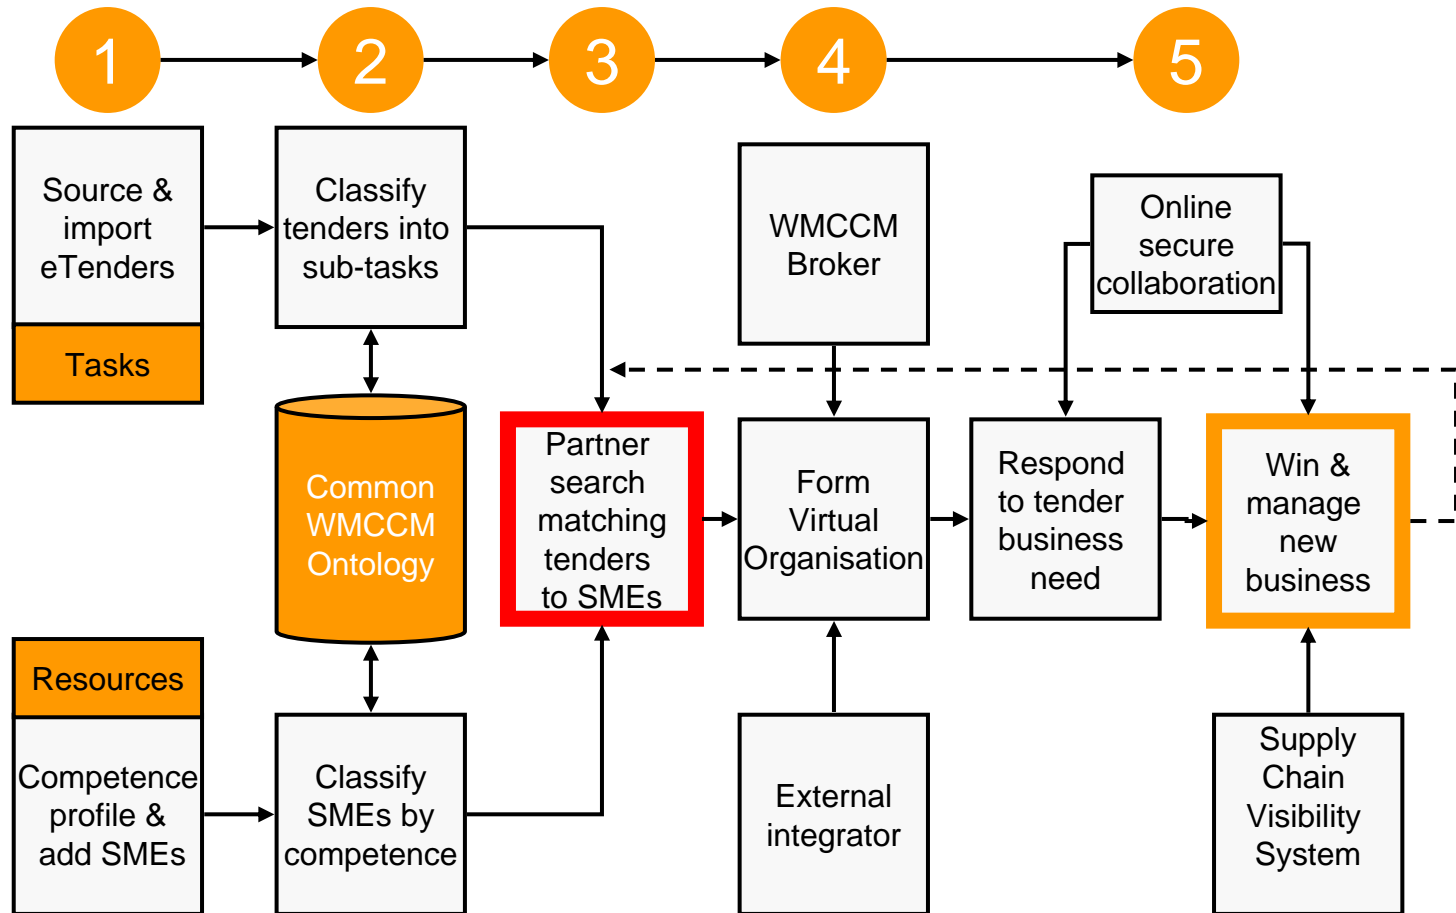 1
2
3
4
5
Source &
import
eTenders
Tasks
Classify
tenders into
sub-tasks
WMCCM
Broker
Online
secure
collaboration
Common
WMCCM
Ontology
Partner
search
matching
tenders
to SMEs
Form
Virtual
Organisation
Respond
to tender
business
need
Win &
manage
new
business
Resources
Competence
profile &
add SMEs
Classify
SMEs by
competence
External
integrator
Supply
Chain
Visibility
System